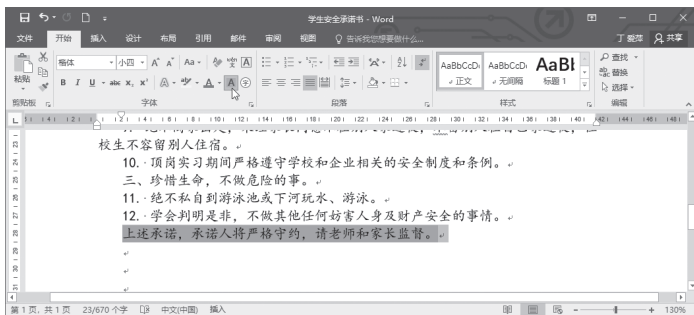 学生安全承诺书 - Word
文件 开始 插入 设计 布局 引用 邮件 审阅 视图 告诉我您想要做什么... 丁爱萍 共享
粘贴 楷体 小四 查找
AaBbCcDı AaBbCcDı AaBb 替换
正文 无间隔 标题 1 选择
剪贴板 字体 段落 样式 编辑
校生不容留别人住宿。
10. 顶岗实习期间严格遵守学校和企业相关的安全制度和条例。
三、珍惜生命，不做危险的事。
11. 绝不私自到游泳池或下河玩水、游泳。
12. 学会判明是非，不做其他任何妨害人身及财产安全的事情。
上述承诺，承诺人将严格守约，请老师和家长监督。
第 1 页，共 1 页 23/670 个字 中文(中国) 插入 130%